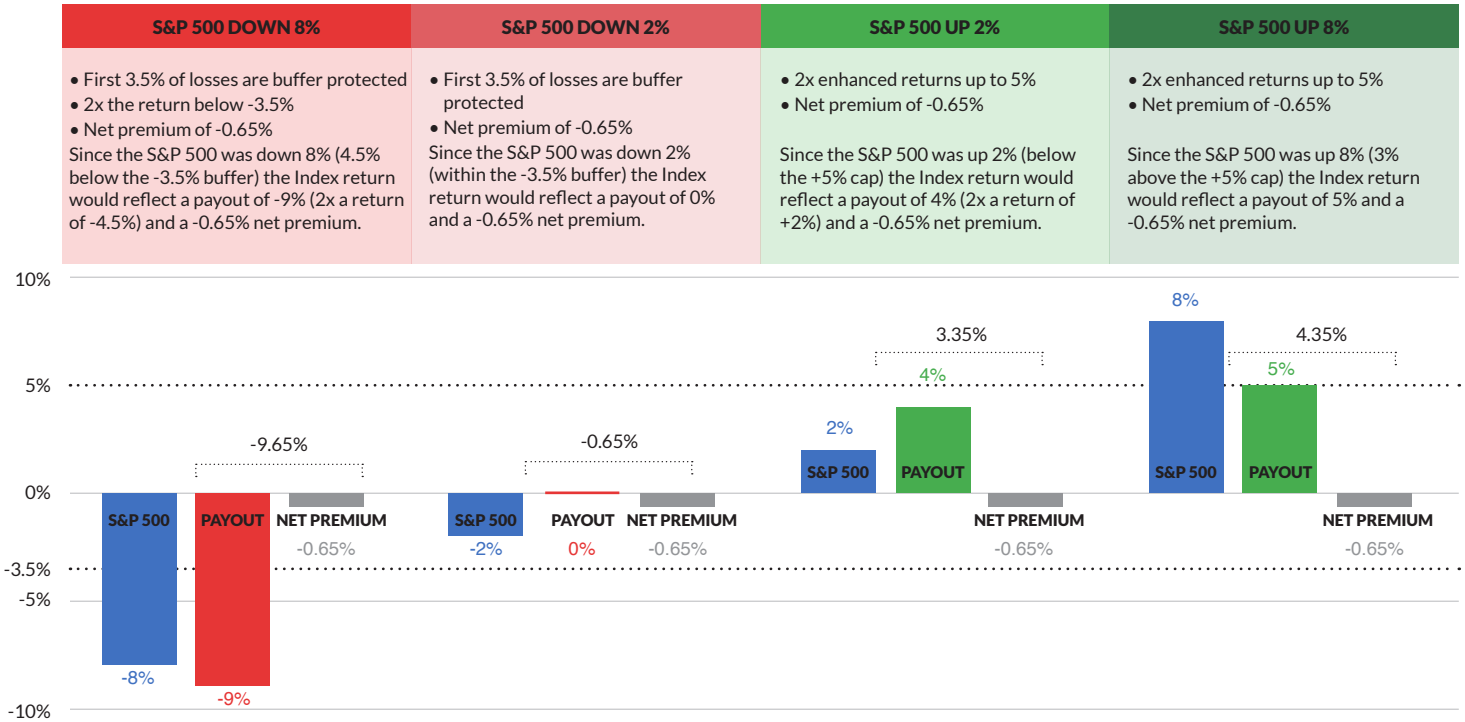 S&P 500 DOWN 8%
• First 3.5% of losses are buffer protected
• 2x the return below -3.5%
• Net premium of -0.65%
Since the S&P 500 was down 8% (4.5%
below the -3.5% buffer) the Index return
would reflect a payout of -9% (2x a return
of -4.5%) and a -0.65% net premium.
S&P 500 DOWN 2%
• First 3.5% of losses are buffer
protected
• Net premium of -0.65%
Since the S&P 500 was down 2%
(within the -3.5% buffer) the Index
return would reflect a payout of 0%
and a -0.65% net premium.
S&P 500 UP 2%
• 2x enhanced returns up to 5%
• Net premium of -0.65%
Since the S&P 500 was up 2% (below
the +5% cap) the Index return would
reflect a payout of 4% (2x a return of
+2%) and a -0.65% net premium.
S&P 500 UP 8%
• 2x enhanced returns up to 5%
• Net premium of -0.65%
Since the S&P 500 was up 8% (3%
above the +5% cap) the Index return
would reflect a payout of 5% and a
-0.65% net premium.
10%
5%
0%
-3.5%
-5%
-10%
-9.65%
S&P 500
PAYOUT
NET PREMIUM
-8%
-9%
-0.65%
-0.65%
S&P 500
PAYOUT
NET PREMIUM
-2%
0%
-0.65%
3.35%
2%
4%
S&P 500
PAYOUT
NET PREMIUM
-0.65%
8%
4.35%
5%
S&P 500
PAYOUT
NET PREMIUM
-0.65%